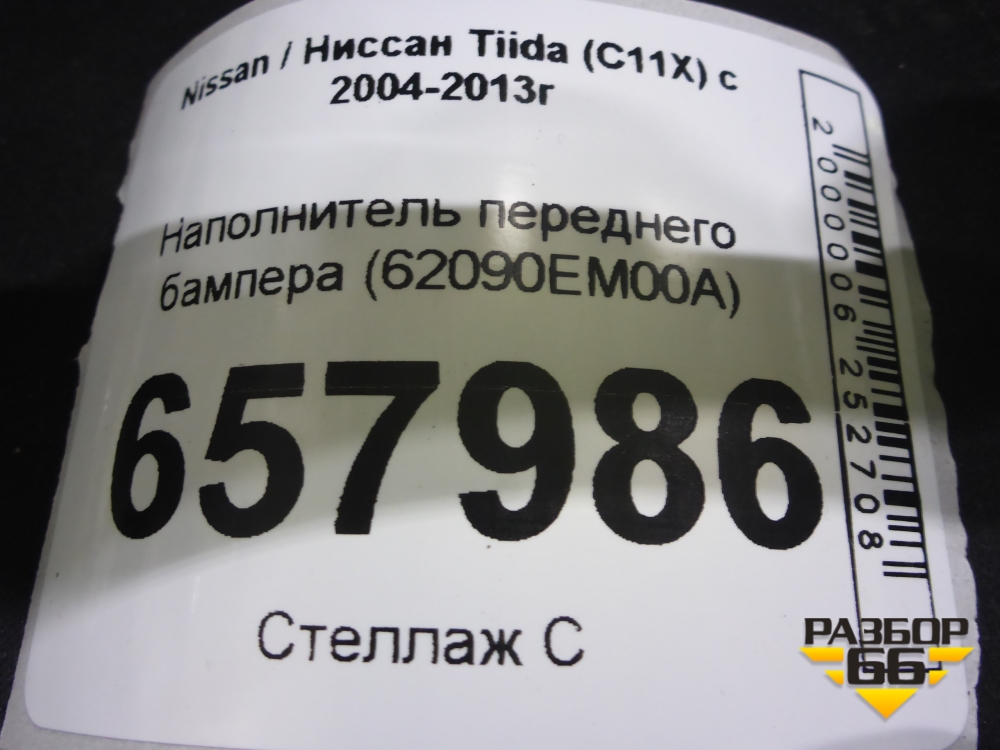 Nissan / Ниссан Tiida (C11X) с
2004-2013г
Наполнитель переднего
бампера (62090EM00A)
657986
Стеллаж С
2000006252708
РАЗБОР
66